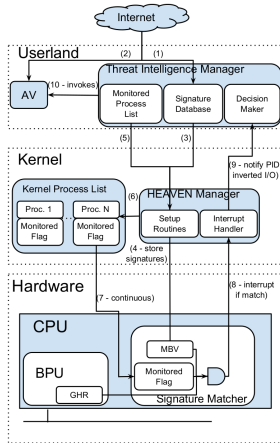 Internet
Userland
(2)
(1)
Threat Intelligence Manager
AV
(10 - invokes)
Monitored
Process
List
Signature
Database
Decision
Maker
(5)
(3)
Kernel
(9 - notify PID
inverted I/O)
Kernel Process List
(6)
HEAVEN Manager
Proc. 1
Proc. N
Monitored
Flag
Monitored
Flag
Setup
Routines
Interrupt
Handler
(4 - store
signatures)
(7 - continuous)
(8 - interrupt
if match)
Hardware
CPU
BPU
GHR
MBV
Monitored
Flag
Signature Matcher